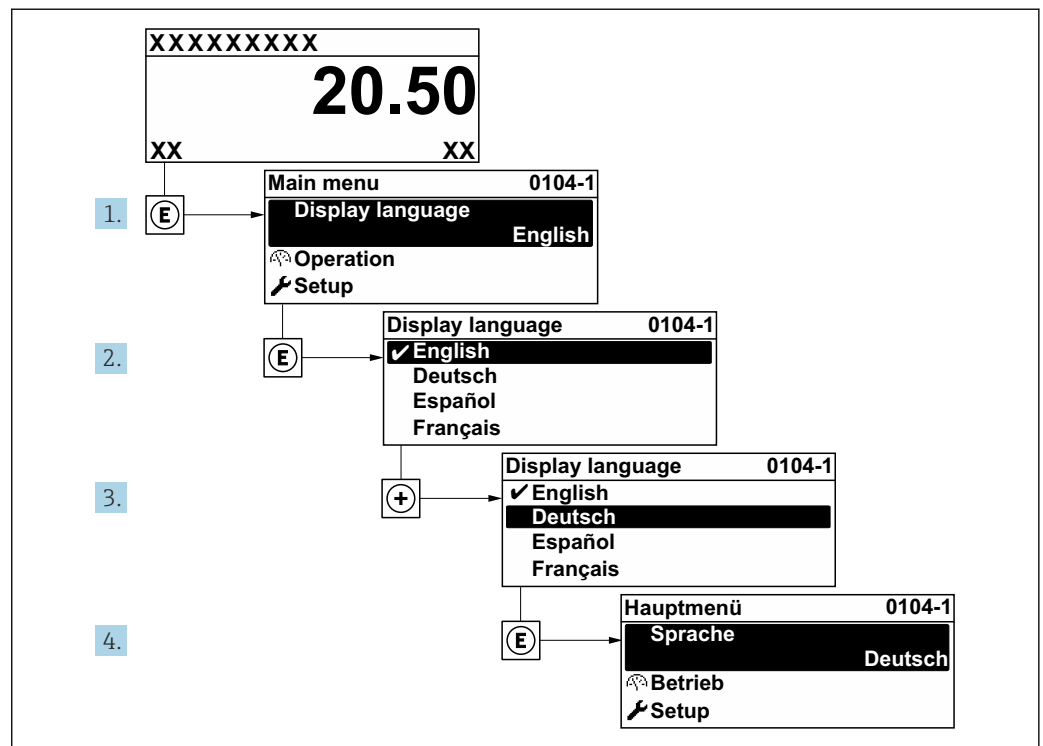 XXXXXXXXX
20.50
XX XX
1.
E
Main menu 0104-1
Display language
English
Operation
Setup
2.
E
Display language 0104-1
✔ English
Deutsch
Español
Français
3.
+
Display language 0104-1
✔ English
Deutsch
Español
Français
4.
E
Hauptmenü 0104-1
Sprache
Deutsch
Betrieb
Setup